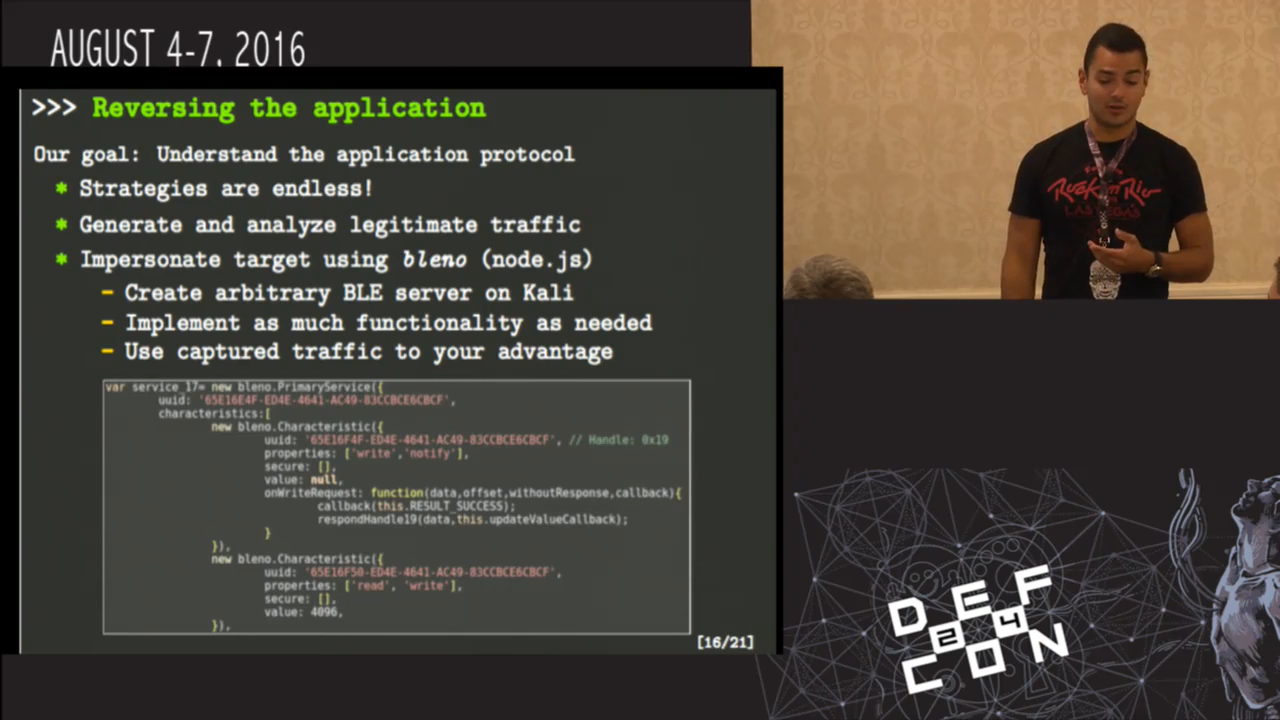 AUGUST 4-7, 2016
>>> Reversing the application
Our goal: Understand the application protocol
* Strategies are endless!
* Generate and analyze legitimate traffic
* Impersonate target using bleno (node.js)
- Create arbitrary BLE server on Kali
- Implement as much functionality as needed
- Use captured traffic to your advantage
var service_17= new bleno.PrimaryService({
uuid: '65E16E4F-ED4E-4641-AC49-83CCBCE6CBCF',
characteristics:[
new bleno.Characteristic({
uuid: '65E16F4F-ED4E-4641-AC49-83CCBCE6CBCF', // Handle: 0x19
properties: ['write','notify'],
secure: [],
value: null,
onWriteRequest: function(data,offset,withoutResponse,callback){
callback(this.RESULT_SUCCESS);
respondHandle19(data,this.updateValueCallback);
}
}),
new bleno.Characteristic({
uuid: '65E16F50-ED4E-4641-AC49-83CCBCE6CBCF',
properties: ['read', 'write'],
secure: [],
value: 4096,
}),
[16/21]
Rock in Rio
LAS VEGAS
DEF
24
CON